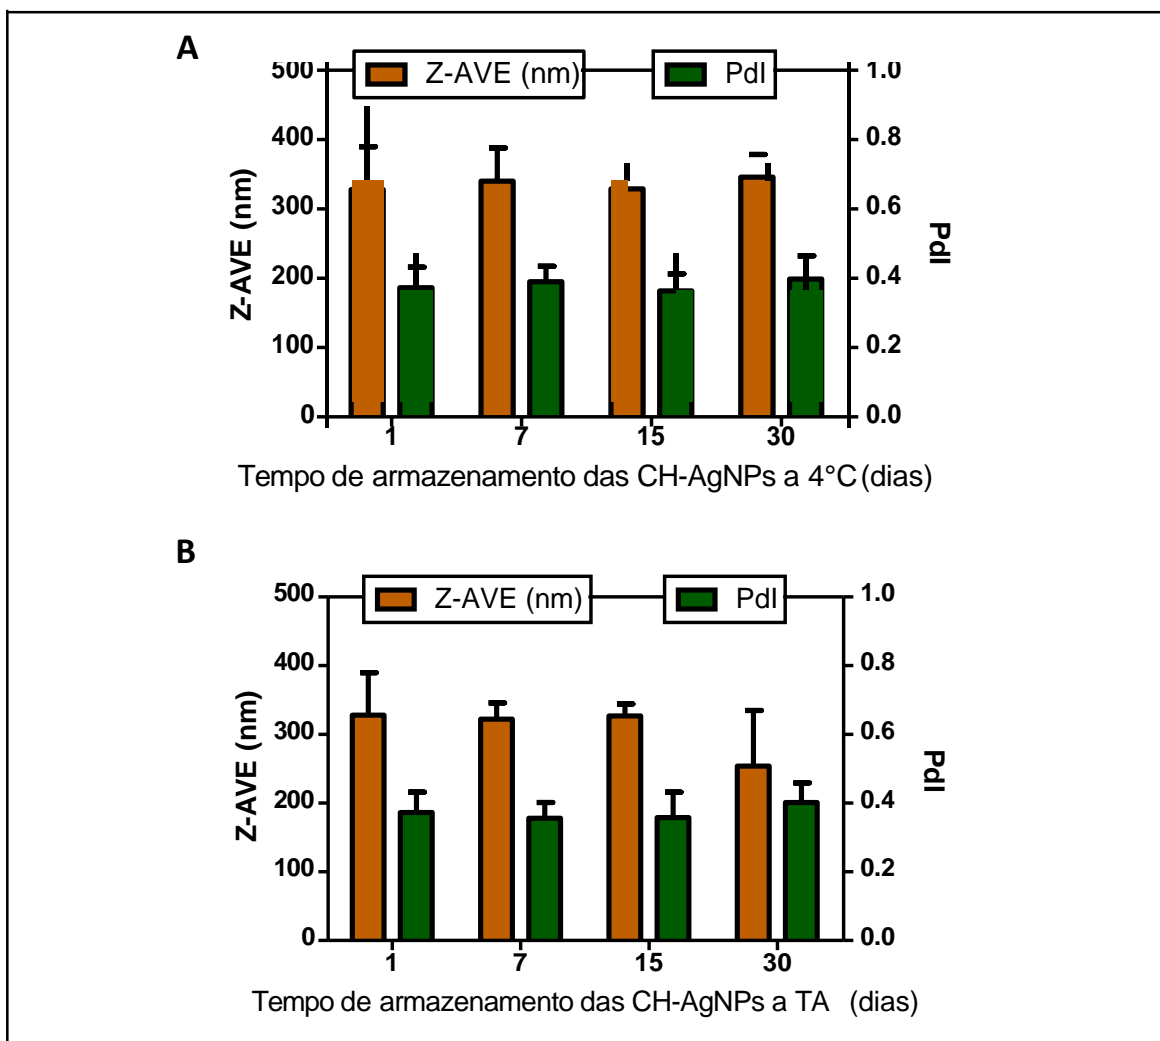 A
Z-AVE (nm)
PdI
500
400
300
200
100
0
Z-AVE (nm)
1.0
0.8
0.6
0.4
0.2
0.0
PdI
1 7 15 30
Tempo de armazenamento das CH-AgNPs a 4°C (dias)
B
Z-AVE (nm)
PdI
500
400
300
200
100
0
Z-AVE (nm)
1.0
0.8
0.6
0.4
0.2
0.0
PdI
1 7 15 30
Tempo de armazenamento das CH-AgNPs a TA (dias)